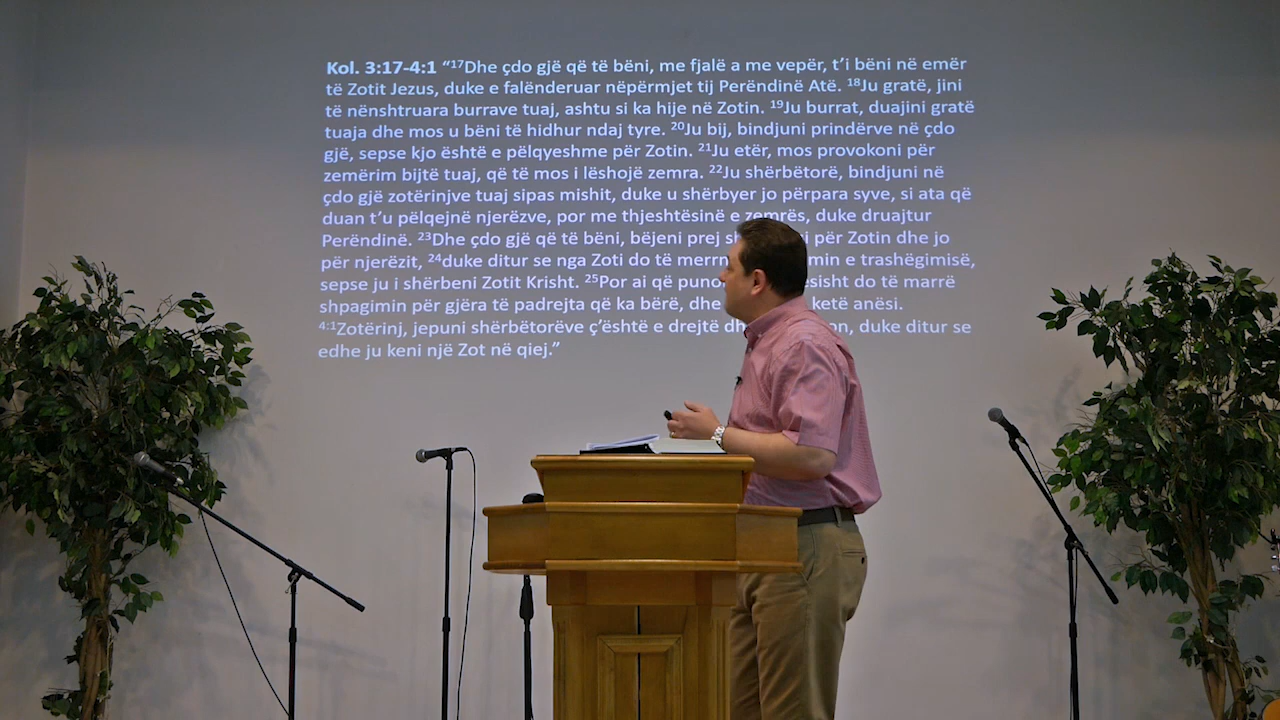 Kol. 3:17-4:1 “¹⁷Dhe çdo gjë që të bëni, me fjalë a me vepër, t’i bëni në emër
të Zotit Jezus, duke e falënderuar nëpërmjet tij Perëndinë Atë. ¹⁸Ju gratë, jini
të nënshtruara burrave tuaj, ashtu si ka hije në Zotin. ¹⁹Ju burrat, duajini gratë
tuaja dhe mos u bëni të hidhur ndaj tyre. ²⁰Ju bij, bindjuni prindërve në çdo
gjë, sepse kjo është e pëlqyeshme për Zotin. ²¹Ju etër, mos provokoni për
zemërim bijtë tuaj, që të mos i lëshojë zemra. ²²Ju shërbëtorë, bindjuni në
çdo gjë zotërinjve tuaj sipas mishit, duke u shërbyer jo përpara syve, si ata që
duan t’u pëlqejnë njerëzve, por me thjeshtësinë e zemrës, duke druajtur
Perëndinë. ²³Dhe çdo gjë që të bëni, bëjeni prej si për Zotin dhe jo
për njerëzit, ²⁴duke ditur se nga Zoti do të e trashëgimisë,
sepse ju i shërbeni Zotit Krisht. ²⁵Por ai që do të marrë
shpagimin për gjëra të padrejta që ka bërë, dhe ketë anësi.
⁴:¹Zotërinj, jepuni shërbëtorëve ç’është e drejtë duke ditur se
edhe ju keni një Zot në qiej.”